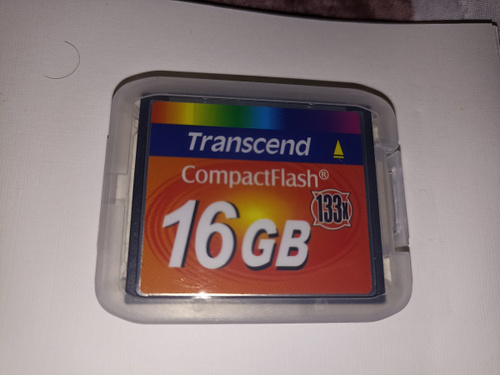 Transcend
CompactFlash®
133x
16GB